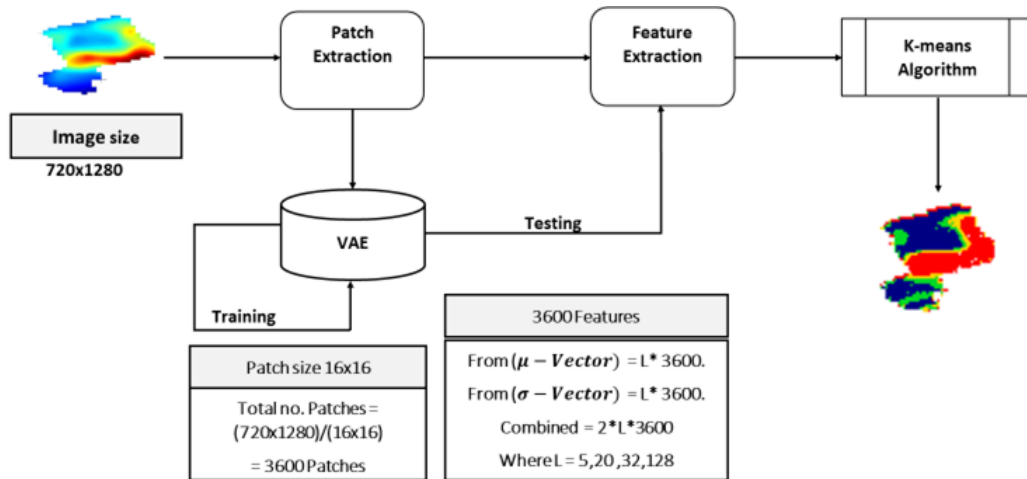 Patch
Extraction
Feature
Extraction
K-means
Algorithm
Image size
720x1280
VAE
Testing
Training
Patch size 16x16
Total no. Patches =
(720x1280)/(16x16)
= 3600 Patches
3600 Features
From (μ − Vector) = L* 3600.
From (σ − Vector) = L* 3600.
Combined = 2*L*3600
Where L = 5,20 ,32,128